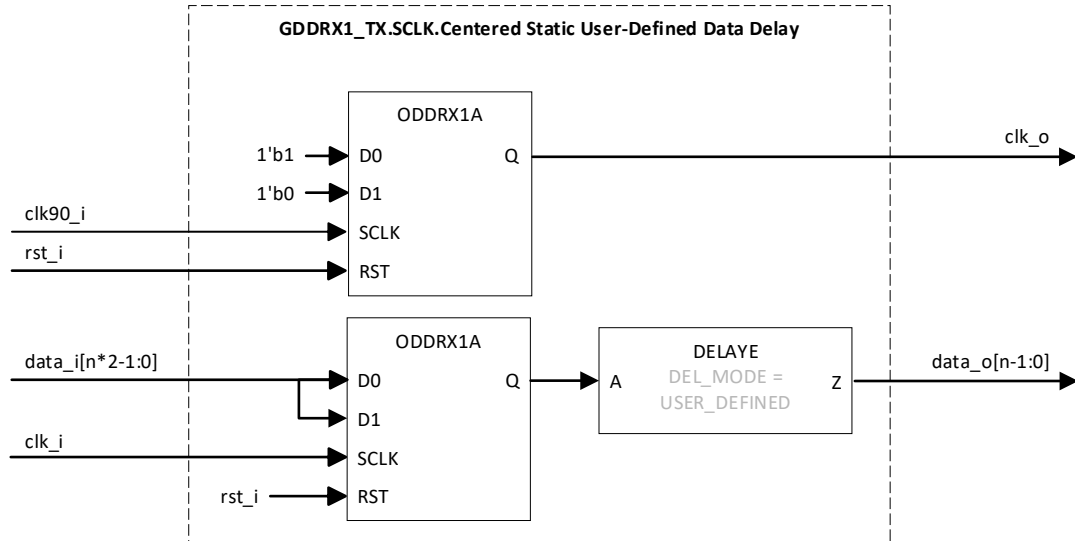 GDDRX1_TX.SCLK.Centered Static User-Defined Data Delay
ODDRX1A
1'b1
D0
Q
clk_o
1'b0
D1
clk90_i
SCLK
rst_i
RST
ODDRX1A
data_i[n*2-1:0]
D0
Q
D1
clk_i
SCLK
rst_i
RST
DELAYE
DEL_MODE =
USER_DEFINED
A
Z
data_o[n-1:0]